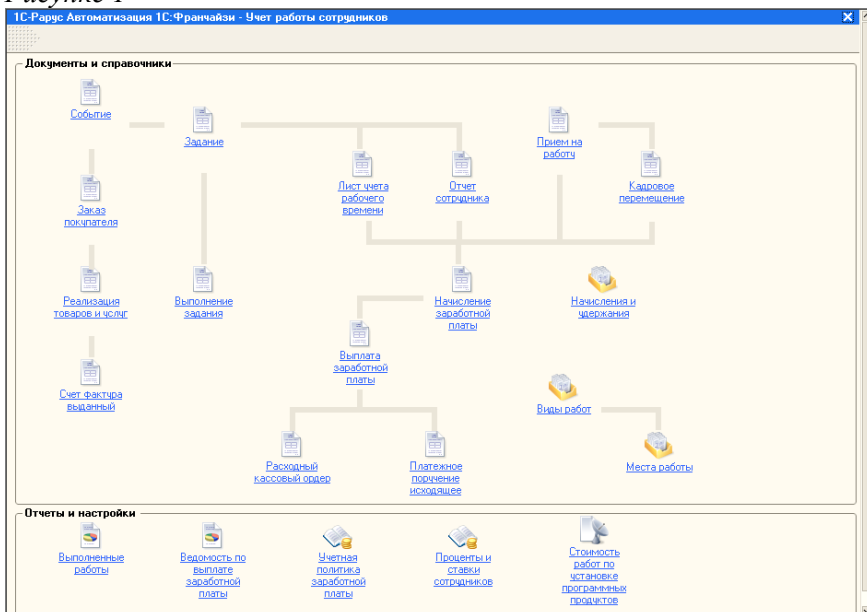 Рисунке 1
1С-Рарус Автоматизация 1С:Франчайзи - Учет работы сотрудников
Документы и справочники
Событие
Задание
Прием на
работу
Лист учета
рабочего
времени
Отчет
сотрудника
Кадровое
перемещение
Заказ
покупателя
Реализация
товаров и услуг
Выполнение
задания
Начисление
заработной
платы
Начисления и
удержания
Выплата
заработной
платы
Счет фактура
выданный
Виды работ
Расходный
кассовый ордер
Платежное
поручение
исходящее
Места работы
Отчеты и настройки
Выполненные
работы
Ведомость по
выплате
заработной
платы
Учетная
политика
заработной
платы
Проценты и
ставки
сотрудников
Стоимость
работ по
установке
программных
продуктов